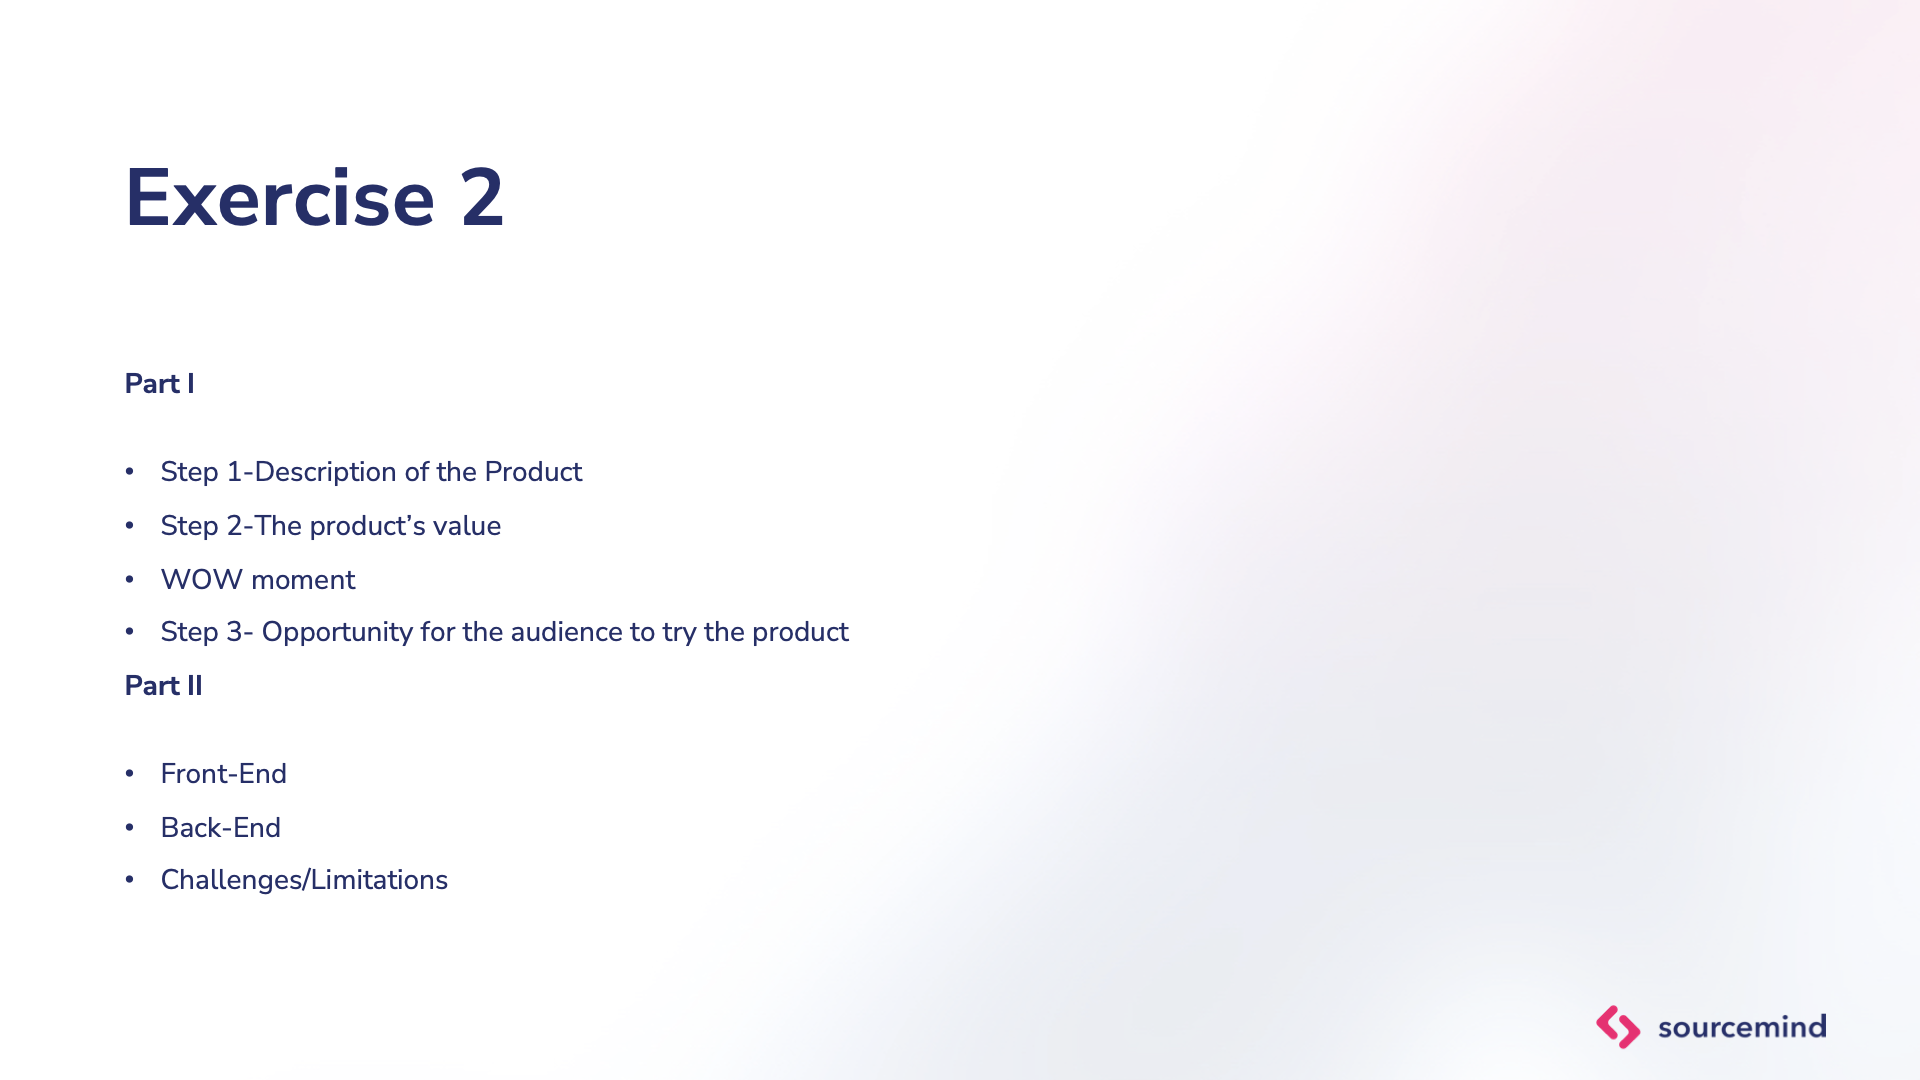 Exercise 2
Part I
• Step 1-Description of the Product
• Step 2-The product’s value
• WOW moment
• Step 3- Opportunity for the audience to try the product
Part II
• Front-End
• Back-End
• Challenges/Limitations
sourcemind